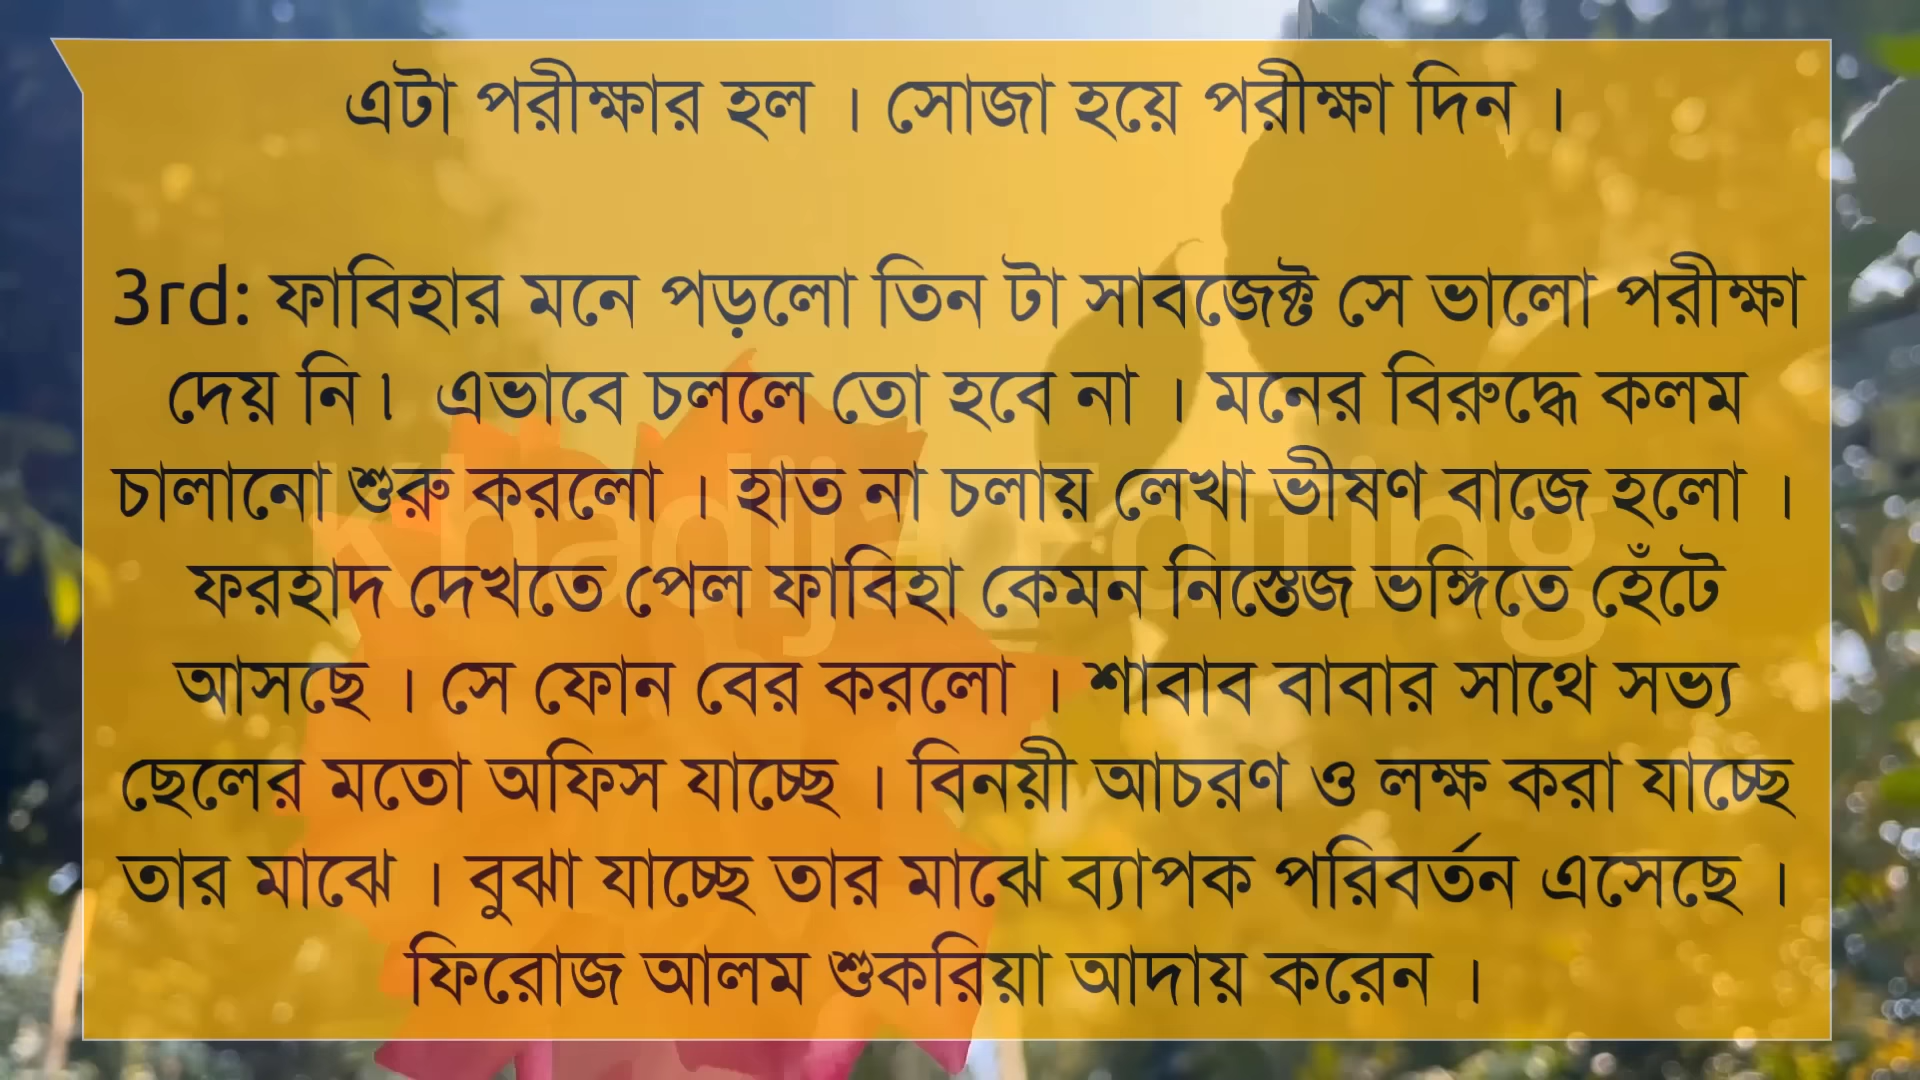 এটা পরীক্ষার হল । সোজা হয়ে পরীক্ষা দিন ।
3rd: ফাবিহার মনে পড়লো তিন টা সাবজেক্ট সে ভালো পরীক্ষা
দেয় নি ৷ এভাবে চললে তো হবে না । মনের বিরুদ্ধে কলম
চালানো শুরু করলো । হাত না চলায় লেখা ভীষণ বাজে হলো ।
ফরহাদ দেখতে পেল ফাবিহা কেমন নিস্তেজ ভঙ্গিতে হেঁটে
আসছে । সে ফোন বের করলো । শাবাব বাবার সাথে সভ্য
ছেলের মতো অফিস যাচ্ছে । বিনয়ী আচরণ ও লক্ষ করা যাচ্ছে
তার মাঝে । বুঝা যাচ্ছে তার মাঝে ব্যাপক পরিবর্তন এসেছে ।
ফিরোজ আলম শুকরিয়া আদায় করেন ।
Khadija Editing